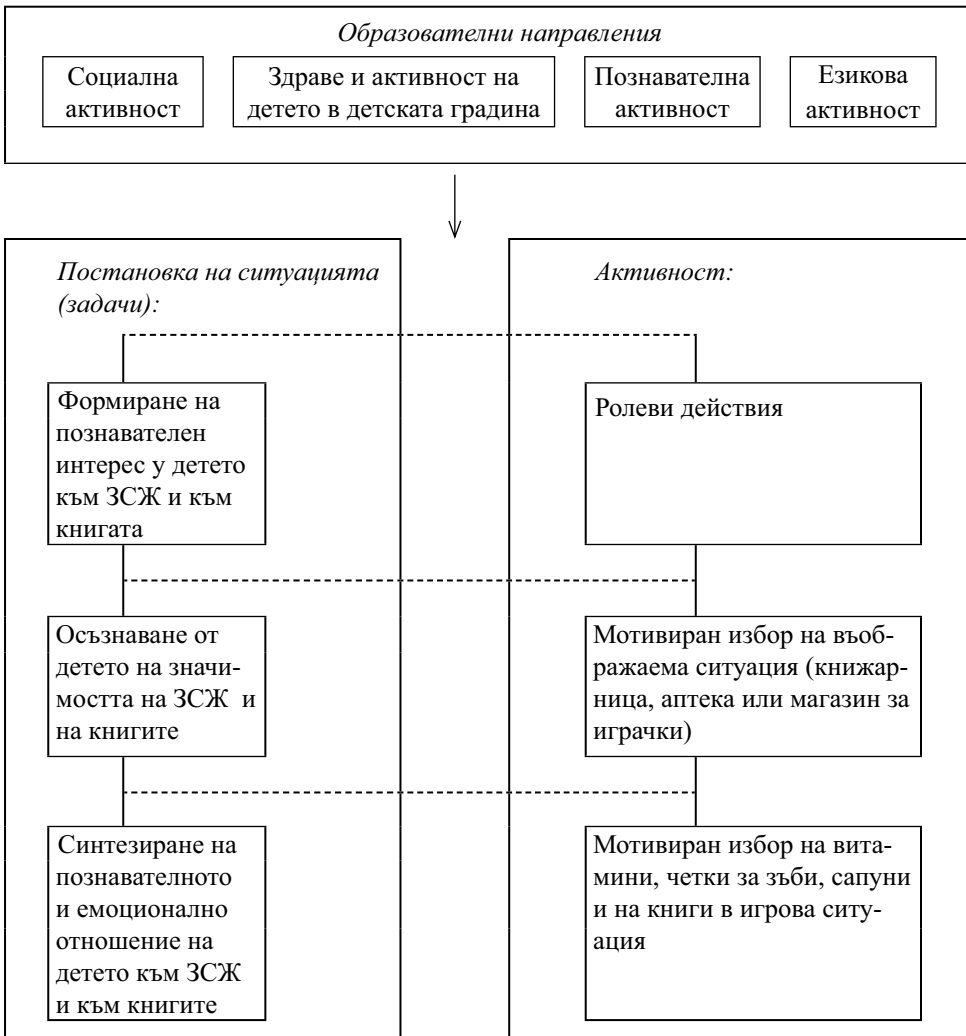 Образователни направления
Социална
активност
Здраве и активност на
детето в детската градина
Познавателна
активност
Езикова
активност
Постановка на ситуацията
(задачи):
Формиране на
познавателен
интерес у детето
към ЗСЖ и към
книгата
Осъзнаване от
детето на значи-
мостта на ЗСЖ и
на книгите
Синтезиране на
познавателното
и емоционално
отношение на
детето към ЗСЖ
и към книгите
Активност:
Ролеви действия
Мотивиран избор на въоб-
ражаема ситуация (книжар-
ница, аптека или магазин за
играчки)
Мотивиран избор на вита-
мини, четки за зъби, сапуни
и на книги в игрова ситу-
ация